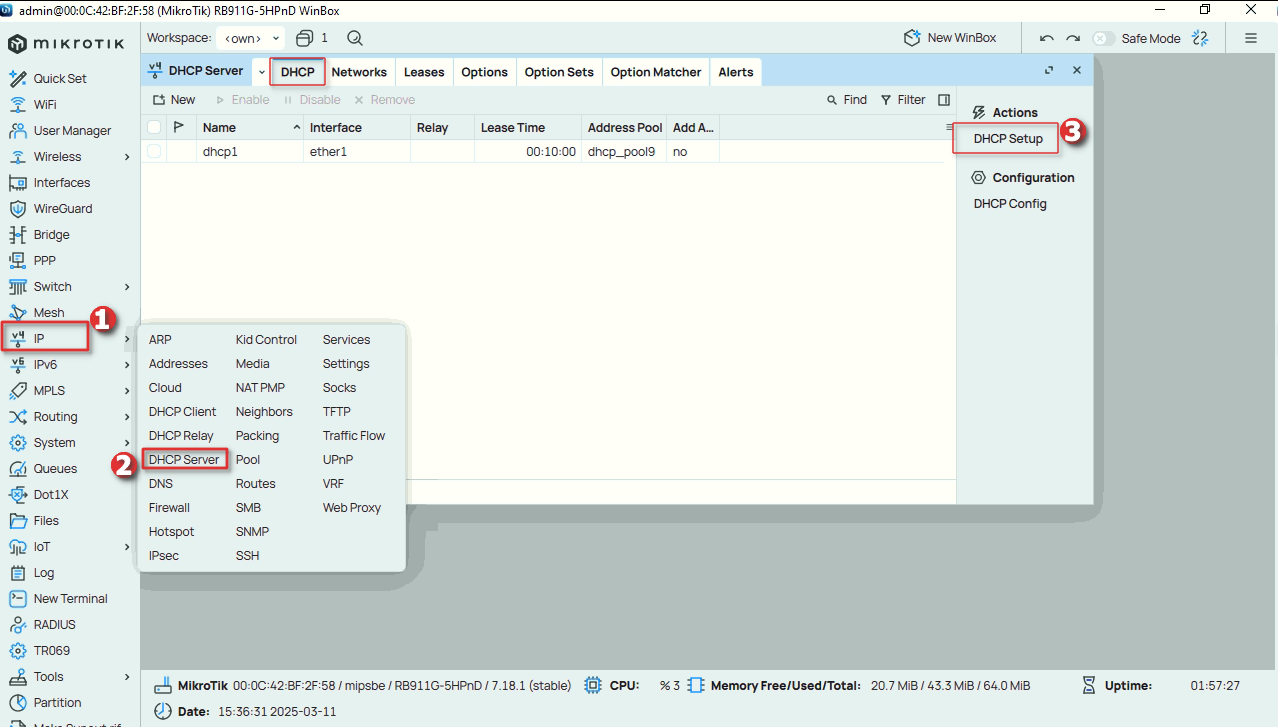 admin@00:0C:42:BF:2F:58 (MikroTik) RB911G-5HPnD WinBox
MIKROTIK
Workspace: <own> 1 New WinBox Safe Mode
Quick Set
WiFi
User Manager
Wireless
Interfaces
WireGuard
Bridge
PPP
Switch
Mesh
IP
IPv6
MPLS
Routing
System
Queues
Dot1X
Files
IoT
Log
New Terminal
RADIUS
TR069
Tools
Partition
v4 DHCP Server DHCP Networks Leases Options Option Sets Option Matcher Alerts
New Enable Disable Remove Find Filter
Name Interface Relay Lease Time Address Pool Add A...
dhcp1 ether1 00:10:00 dhcp_pool9 no
Actions
DHCP Setup
3
Configuration
DHCP Config
1
v4
v6
2
ARP Kid Control Services
Addresses Media Settings
Cloud NAT PMP Socks
DHCP Client Neighbors TFTP
DHCP Relay Packing Traffic Flow
DHCP Server Pool UPnP
DNS Routes VRF
Firewall SMB Web Proxy
Hotspot SNMP
IPsec SSH
MikroTik 00:0C:42:BF:2F:58 / mipsbe / RB911G-5HPnD / 7.18.1 (stable) CPU: % 3 Memory Free/Used/Total: 20.7 MiB / 43.3 MiB / 64.0 MiB Uptime: 01:57:27
Date: 15:36:31 2025-03-11